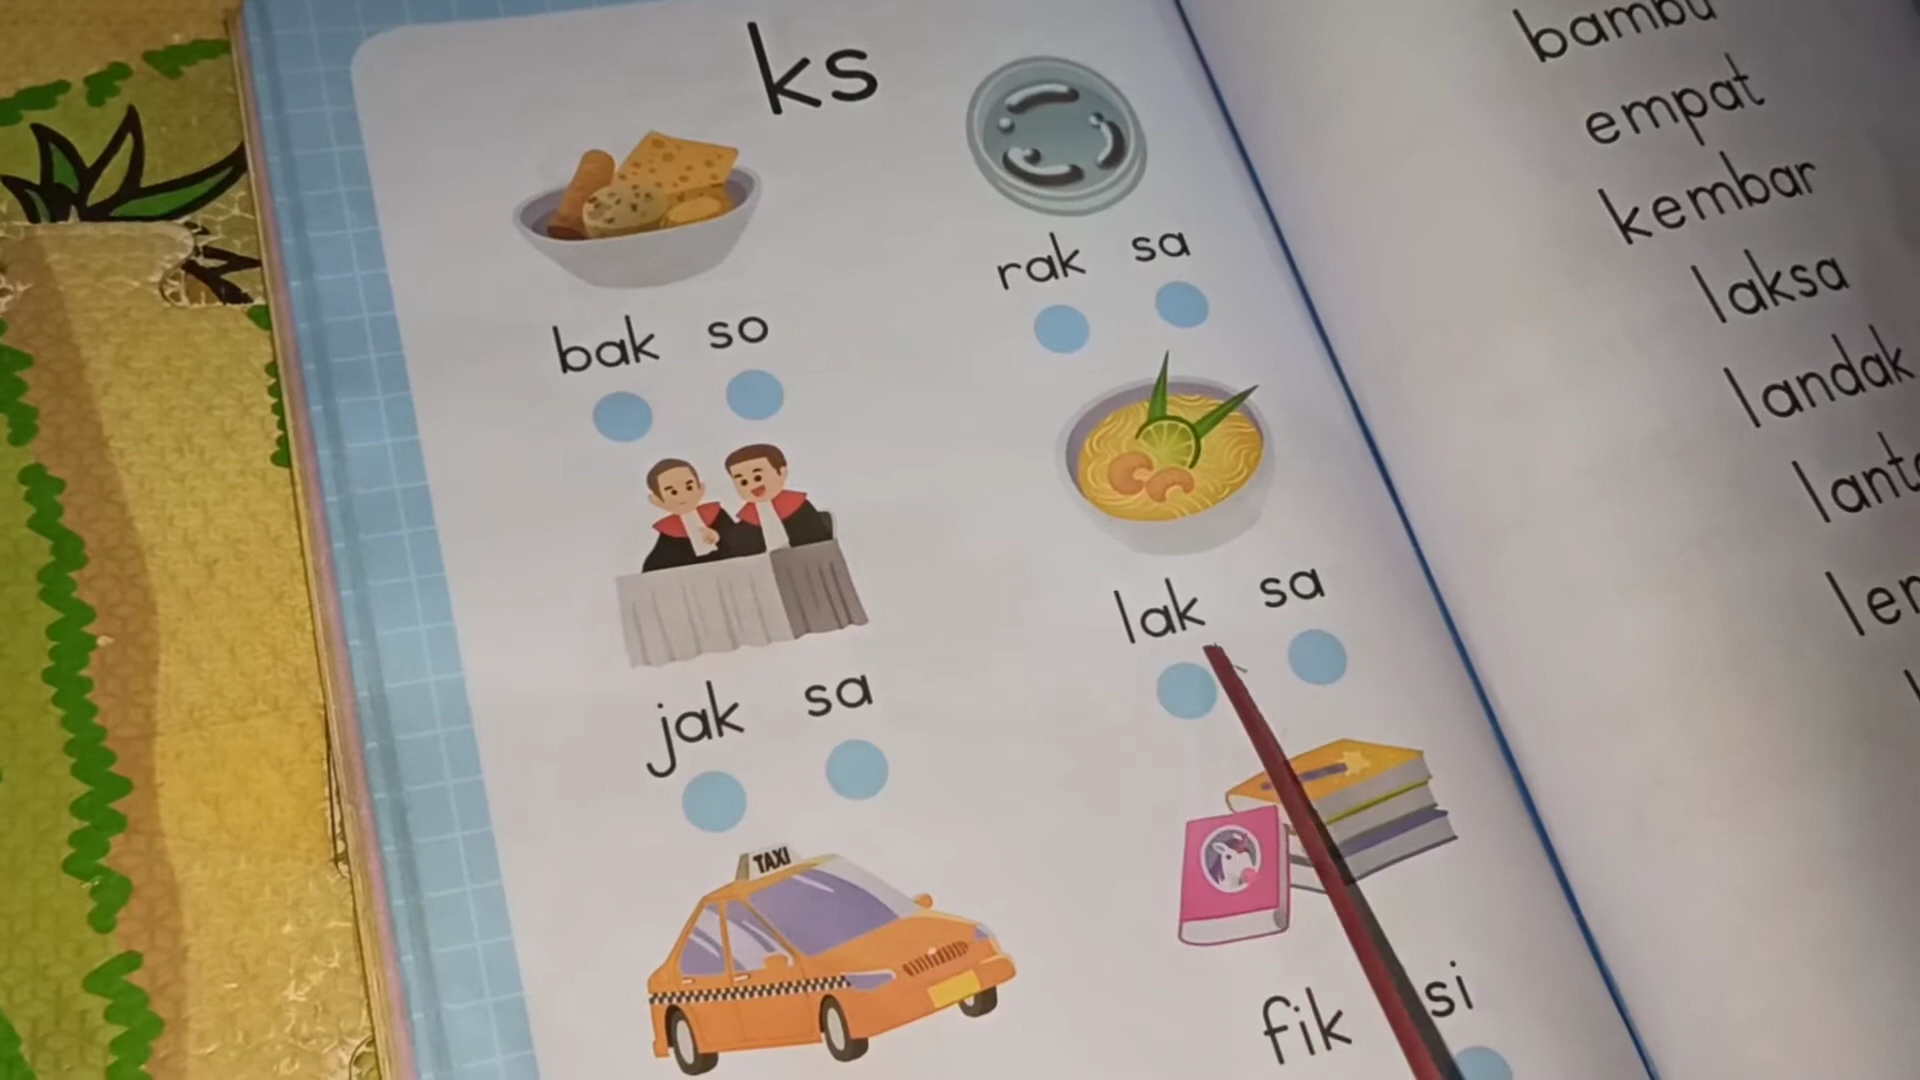 ks
bak so
rak sa
jak sa
lak sa
TAXI
fik si
bambu
empat
kembar
laksa
landak